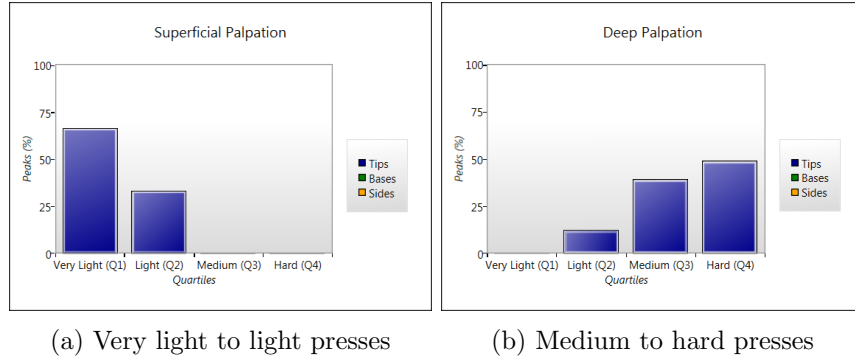 Superficial Palpation
100
75
50
25
0
Peaks (%)
Very Light (Q1) Light (Q2) Medium (Q3) Hard (Q4)
Quartiles
Tips
Bases
Sides
(a) Very light to light presses
Deep Palpation
100
75
50
25
0
Peaks (%)
Very Light (Q1) Light (Q2) Medium (Q3) Hard (Q4)
Quartiles
Tips
Bases
Sides
(b) Medium to hard presses